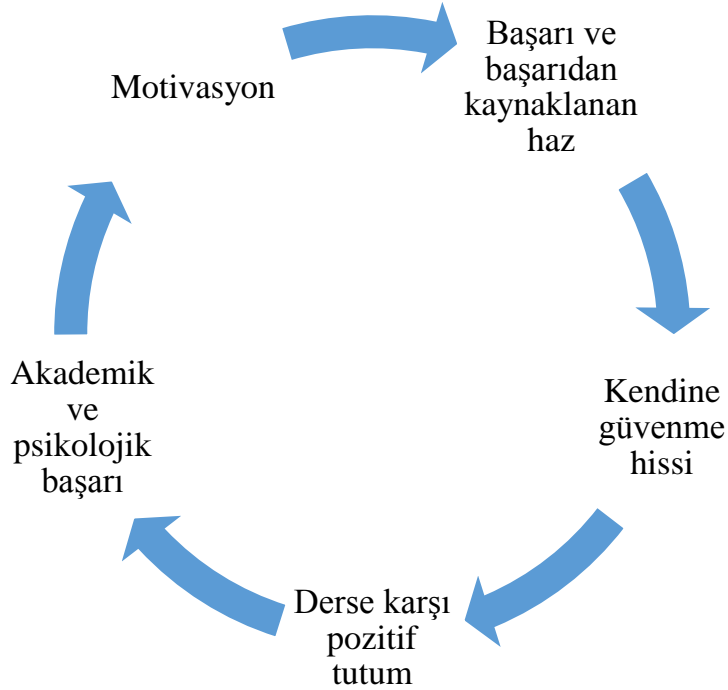 Motivasyon
Başarı ve
başarıdan
kaynaklanan
haz
Kendine
güvenme
hissi
Derse karşı
pozitif
tutum
Akademik
ve
psikolojik
başarı